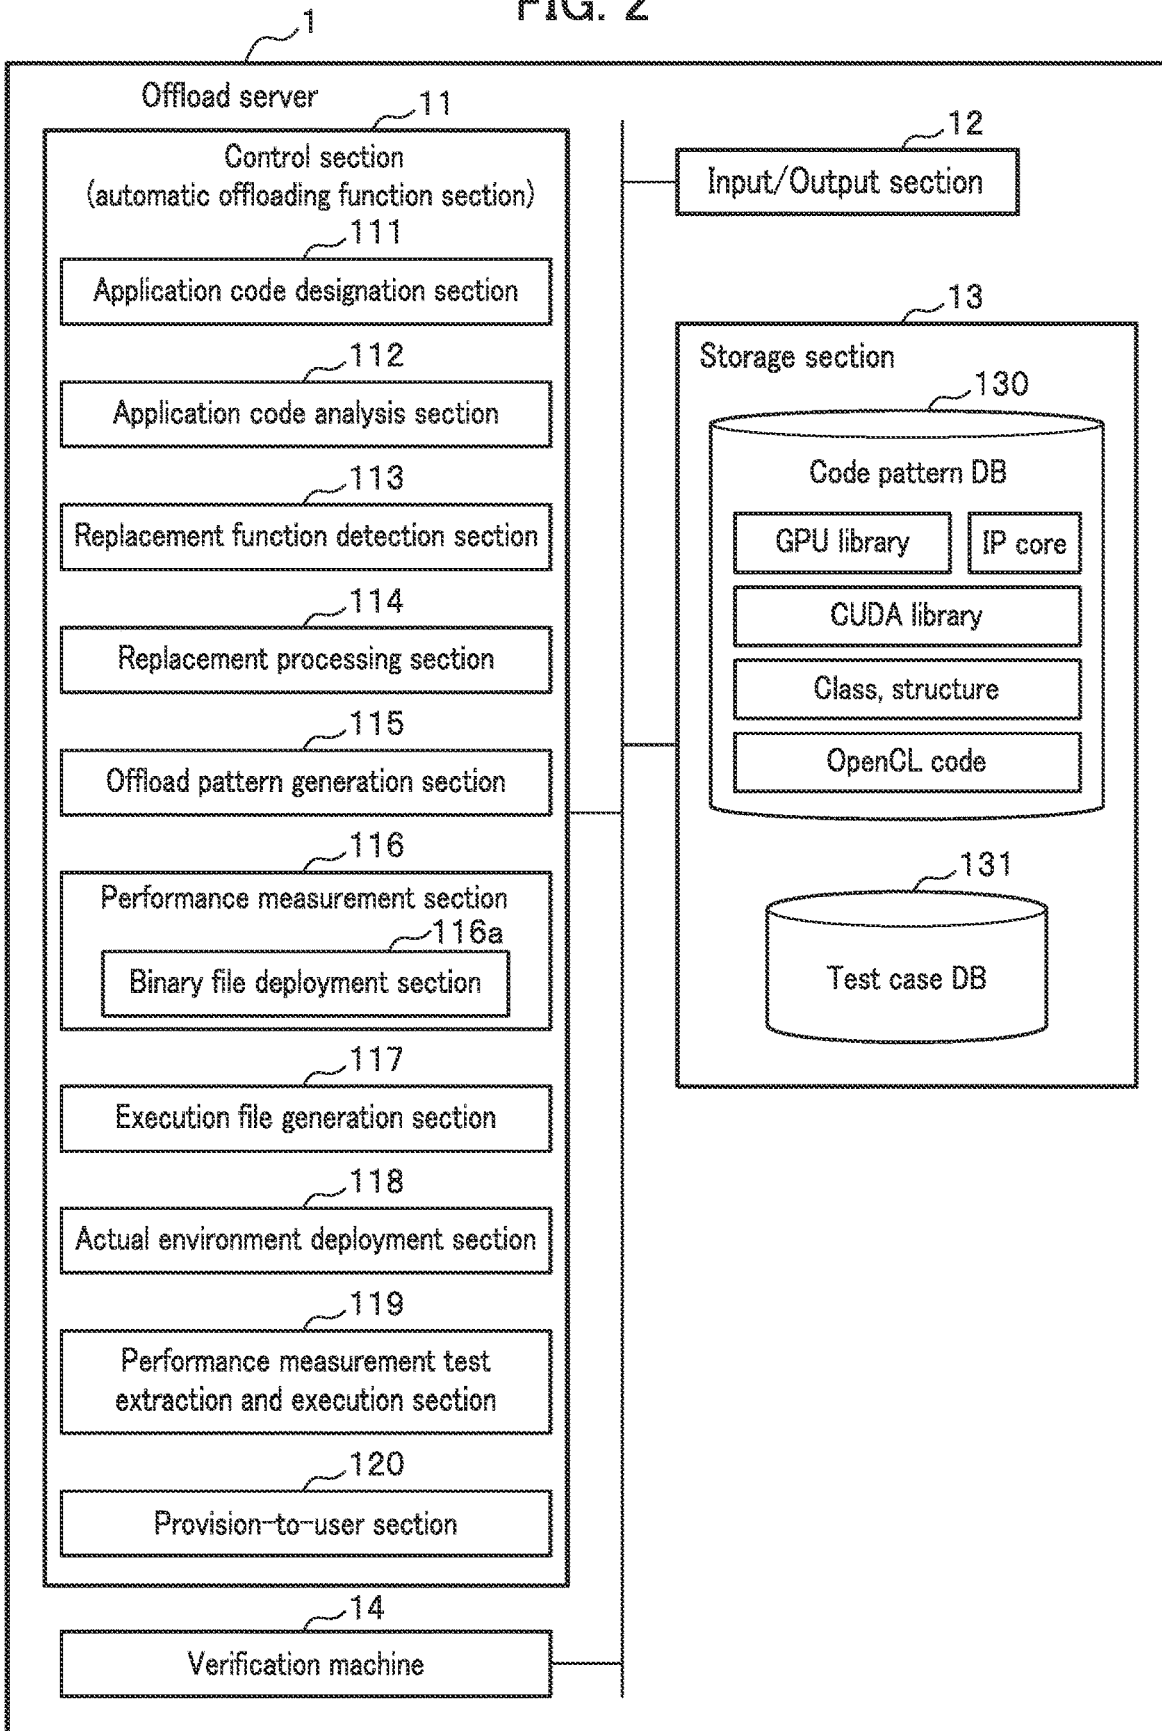 FIG. 2
1
Offload server
11
Control section
(automatic offloading function section)
111
Application code designation section
112
Application code analysis section
113
Replacement function detection section
114
Replacement processing section
115
Offload pattern generation section
116
Performance measurement section
116a
Binary file deployment section
117
Execution file generation section
118
Actual environment deployment section
119
Performance measurement test
extraction and execution section
120
Provision-to-user section
14
Verification machine
12
Input/Output section
13
Storage section
130
Code pattern DB
GPU library
IP core
CUDA library
Class, structure
OpenCL code
131
Test case DB